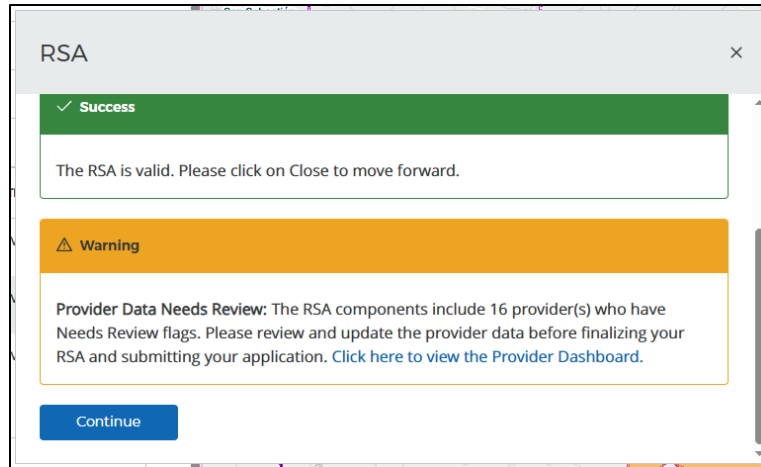 San Sebastián
RSA
Success
The RSA is valid. Please click on Close to move forward.
Warning
Provider Data Needs Review: The RSA components include 16 provider(s) who have
Needs Review flags. Please review and update the provider data before finalizing your
RSA and submitting your application. Click here to view the Provider Dashboard.
Continue